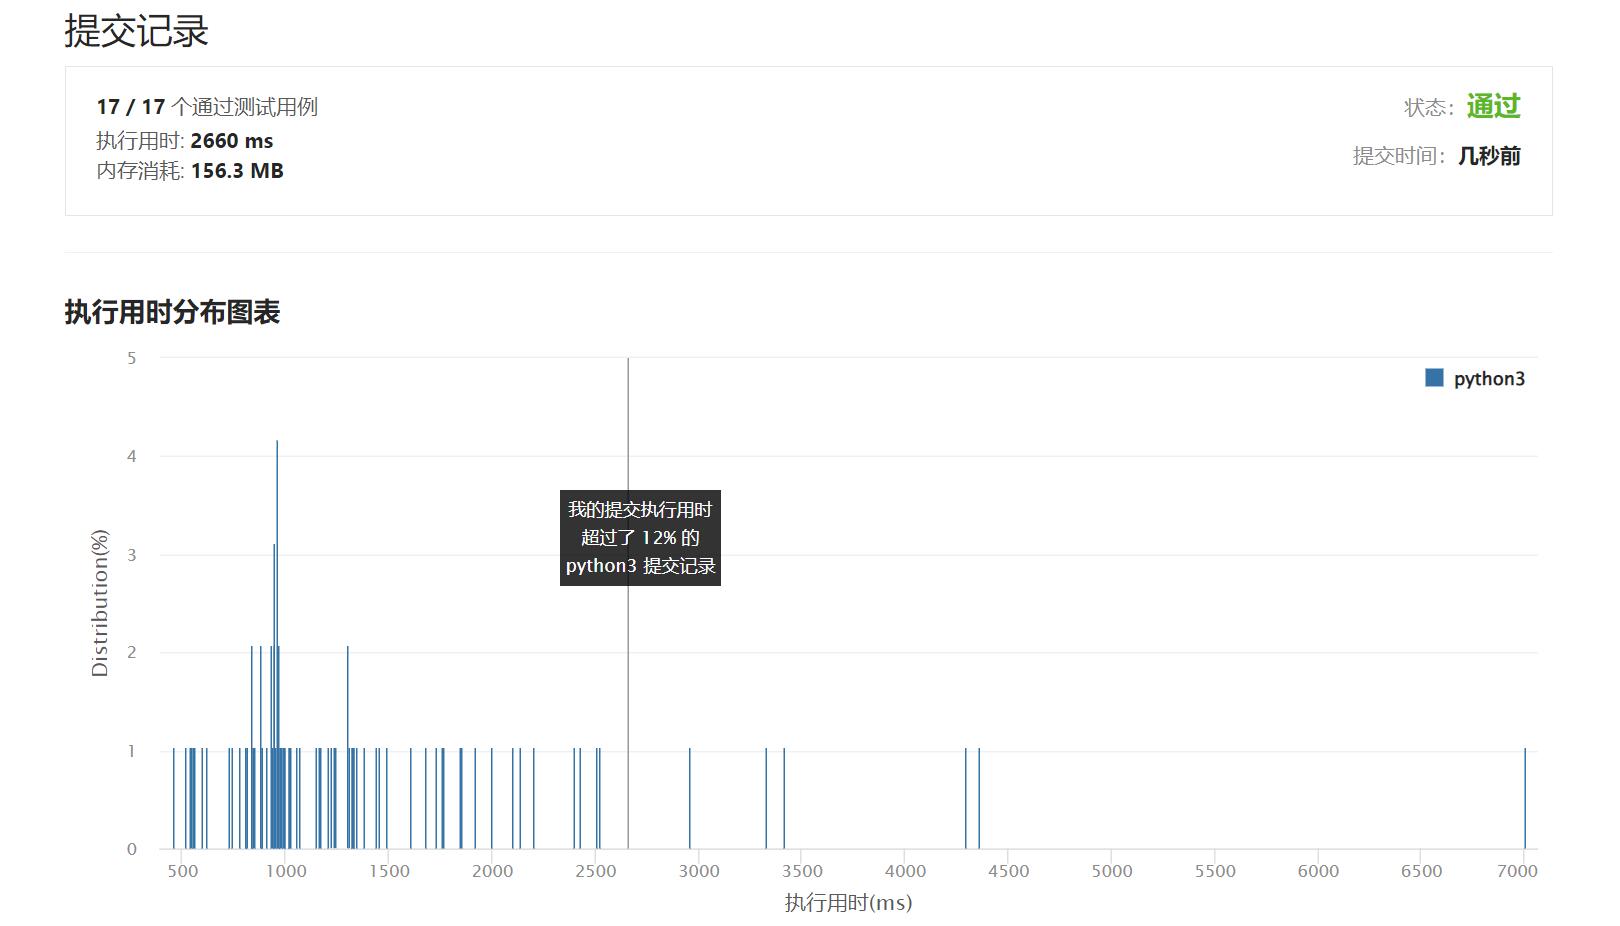 提交记录
17 / 17 个通过测试用例
状态：通过
执行用时: 2660 ms
提交时间：几秒前
内存消耗: 156.3 MB
执行用时分布图表
python3
5
4
3
2
1
0
Distribution(%)
我的提交执行用时
超过了 12% 的
python3 提交记录
500 1000 1500 2000 2500 3000 3500 4000 4500 5000 5500 6000 6500 7000
执行用时(ms)